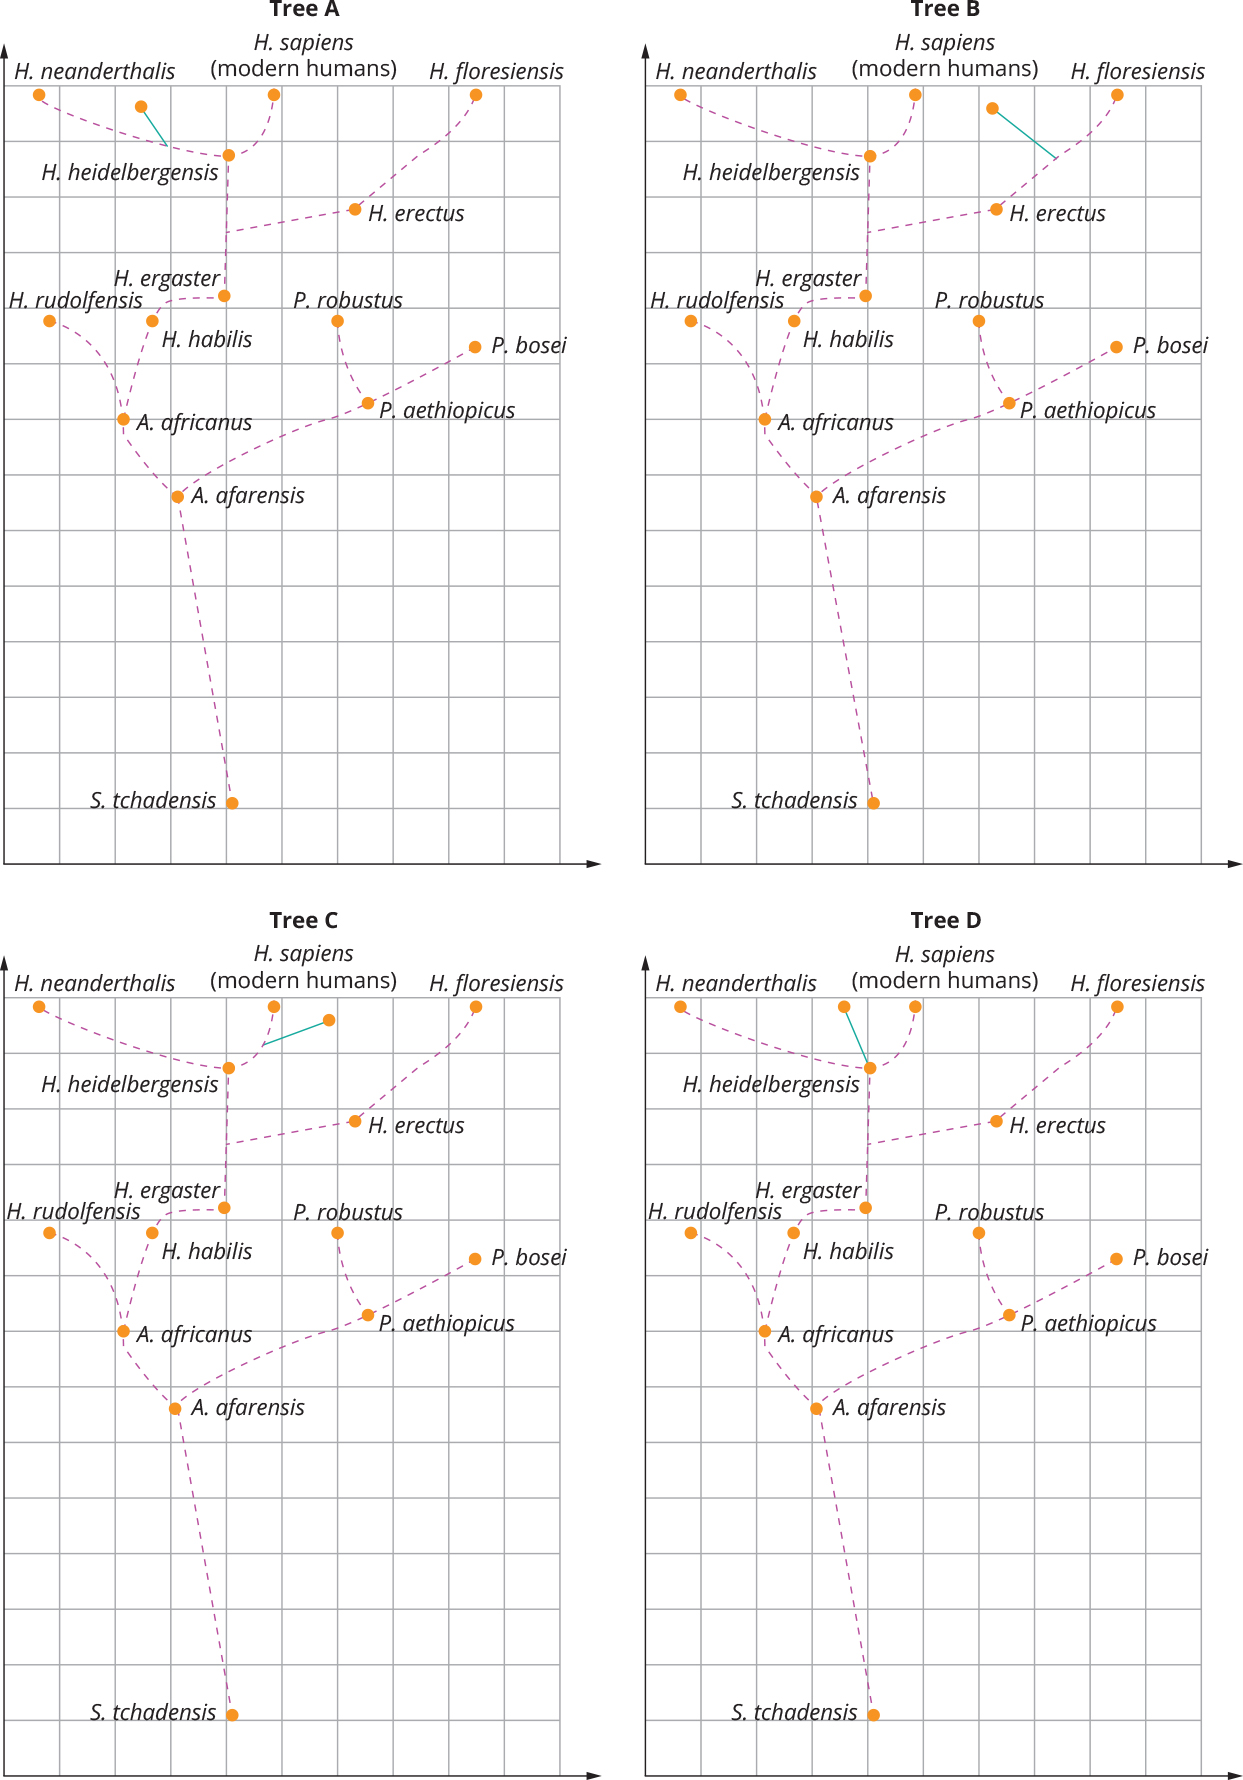 Tree A
H. sapiens
(modern humans)
H. neanderthalis
H. floresiensis
H. heidelbergensis
H. erectus
H. ergaster
H. rudolfensis
P. robustus
H. habilis
P. bosei
P. aethiopicus
A. africanus
A. afarensis
S. tchadensis
Tree B
H. sapiens
(modern humans)
H. neanderthalis
H. floresiensis
H. heidelbergensis
H. erectus
H. ergaster
H. rudolfensis
P. robustus
H. habilis
P. bosei
P. aethiopicus
A. africanus
A. afarensis
S. tchadensis
Tree C
H. sapiens
(modern humans)
H. neanderthalis
H. floresiensis
H. heidelbergensis
H. erectus
H. ergaster
H. rudolfensis
P. robustus
H. habilis
P. bosei
P. aethiopicus
A. africanus
A. afarensis
S. tchadensis
Tree D
H. sapiens
(modern humans)
H. neanderthalis
H. floresiensis
H. heidelbergensis
H. erectus
H. ergaster
H. rudolfensis
P. robustus
H. habilis
P. bosei
P. aethiopicus
A. africanus
A. afarensis
S. tchadensis